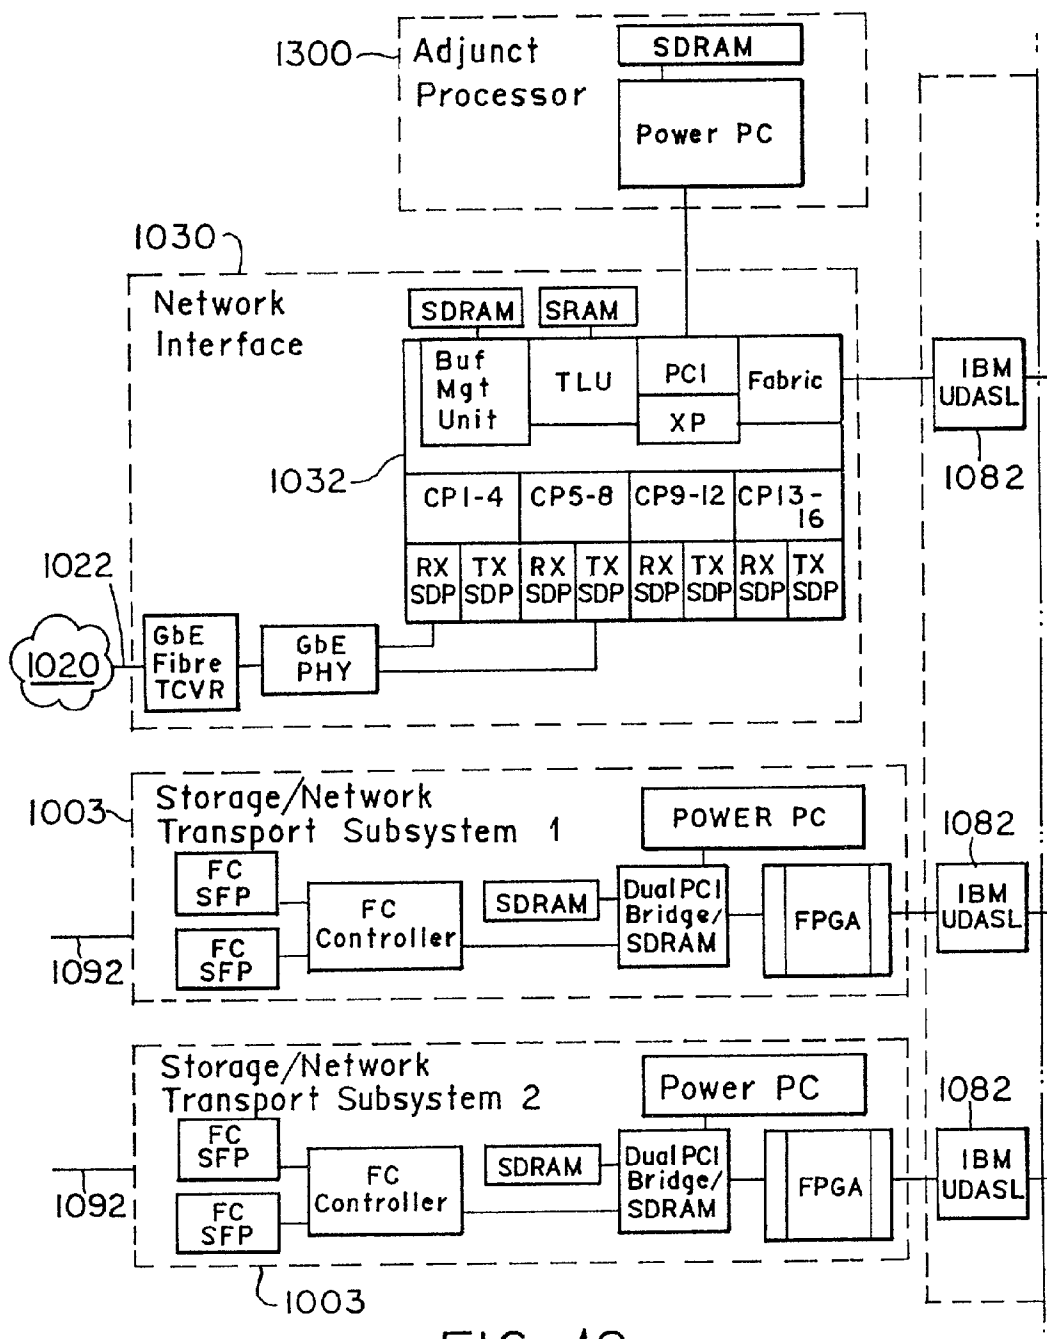 1300
Adjunct
Processor
SDRAM
Power PC
1030
Network
Interface
SDRAM
SRAM
Buf
Mgt
Unit
TLU
PCI
XP
Fabric
IBM
UDASL
1082
1032
CP1-4
CP5-8
CP9-12
CP13-
16
RX
SDP
TX
SDP
RX
SDP
TX
SDP
RX
SDP
TX
SDP
RX
SDP
TX
SDP
1022
1020
GbE
Fibre
TCVR
GbE
PHY
1003
Storage/Network
Transport Subsystem 1
POWER PC
FC
SFP
FC
SFP
FC
Controller
SDRAM
Dual PCI
Bridge/
SDRAM
FPGA
1082
IBM
UDASL
1092
Storage/Network
Transport Subsystem 2
Power PC
FC
SFP
FC
SFP
FC
Controller
SDRAM
Dual PCI
Bridge/
SDRAM
FPGA
1082
IBM
UDASL
1092
1003